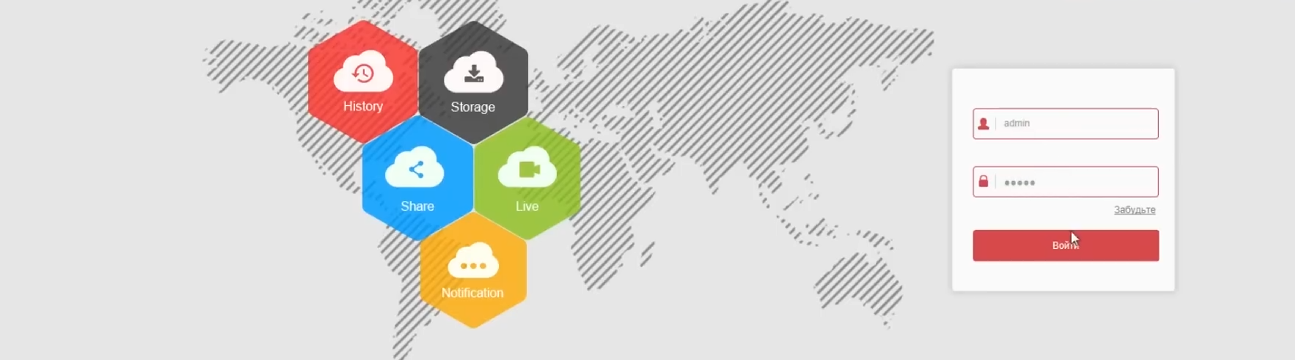 History
Storage
Share
Live
Notification
admin
●●●●●
Забудьте
Войти